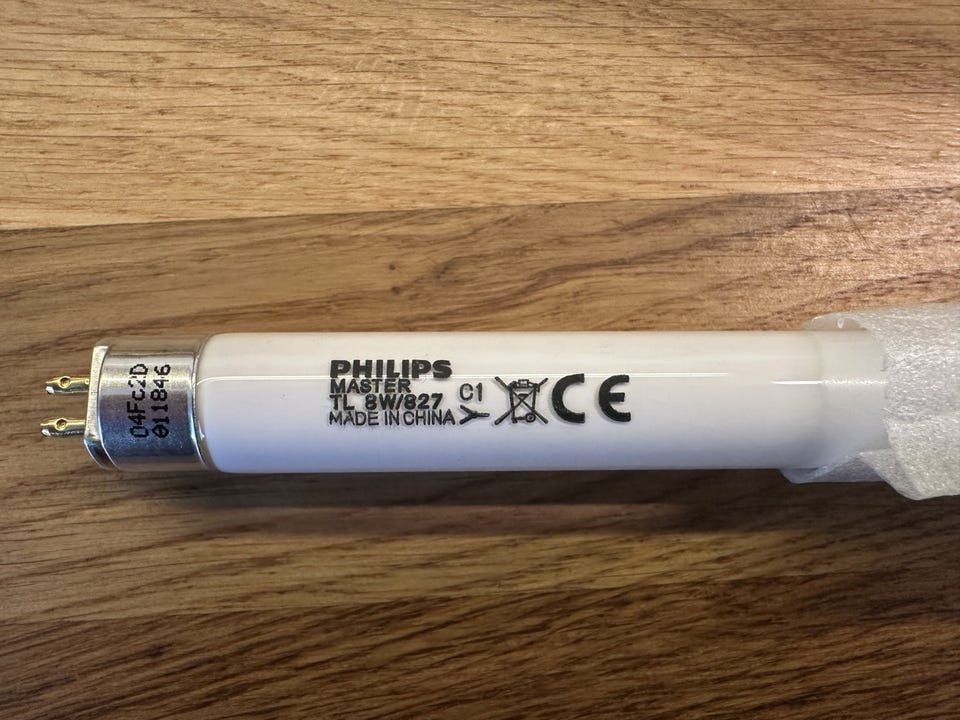 PHILIPS
MASTER
TL 8W/827
MADE IN CHINA
C1
CE
04Fc2D
011846